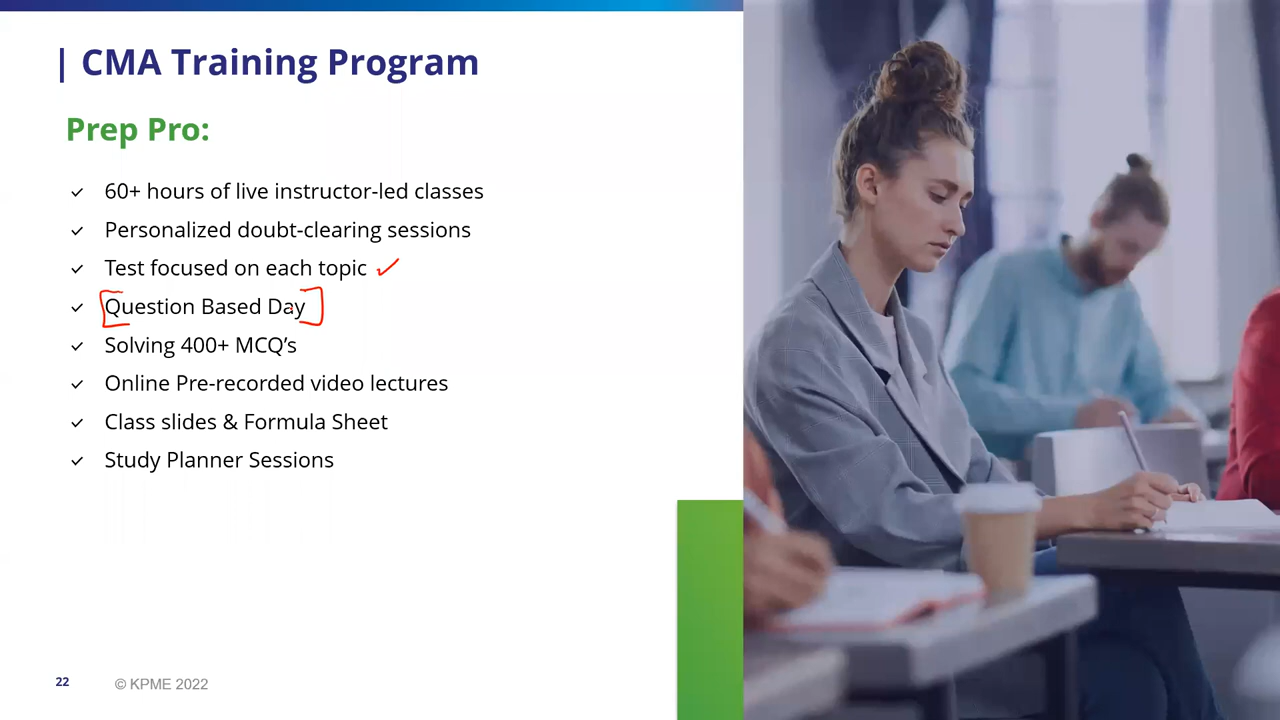 | CMA Training Program
Prep Pro:
60+ hours of live instructor-led classes
Personalized doubt-clearing sessions
Test focused on each topic
Question Based Day
Solving 400+ MCQ's
Online Pre-recorded video lectures
Class slides & Formula Sheet
Study Planner Sessions
22
© KPME 2022